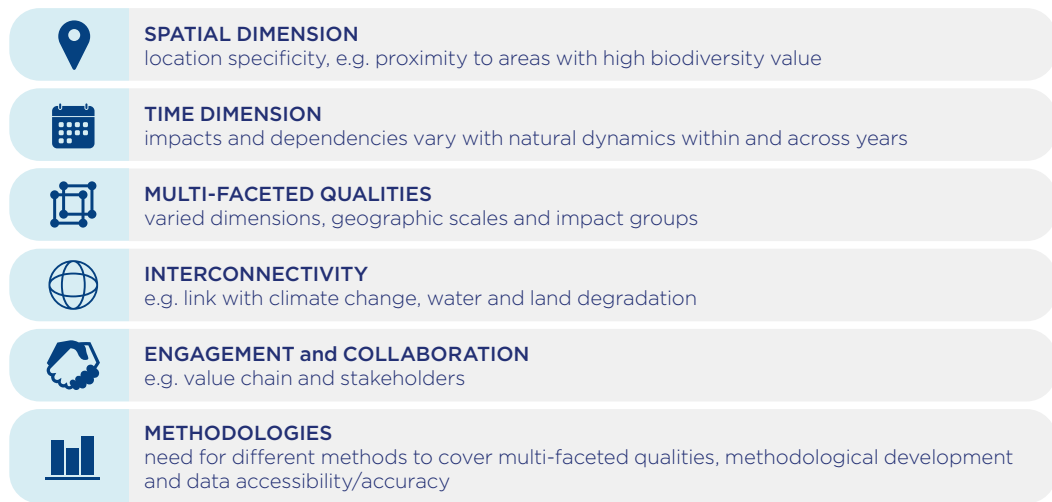 SPATIAL DIMENSION
location specificity, e.g. proximity to areas with high biodiversity value
TIME DIMENSION
impacts and dependencies vary with natural dynamics within and across years
MULTI-FACETED QUALITIES
varied dimensions, geographic scales and impact groups
INTERCONNECTIVITY
e.g. link with climate change, water and land degradation
ENGAGEMENT and COLLABORATION
e.g. value chain and stakeholders
METHODOLOGIES
need for different methods to cover multi-faceted qualities, methodological development
and data accessibility/accuracy